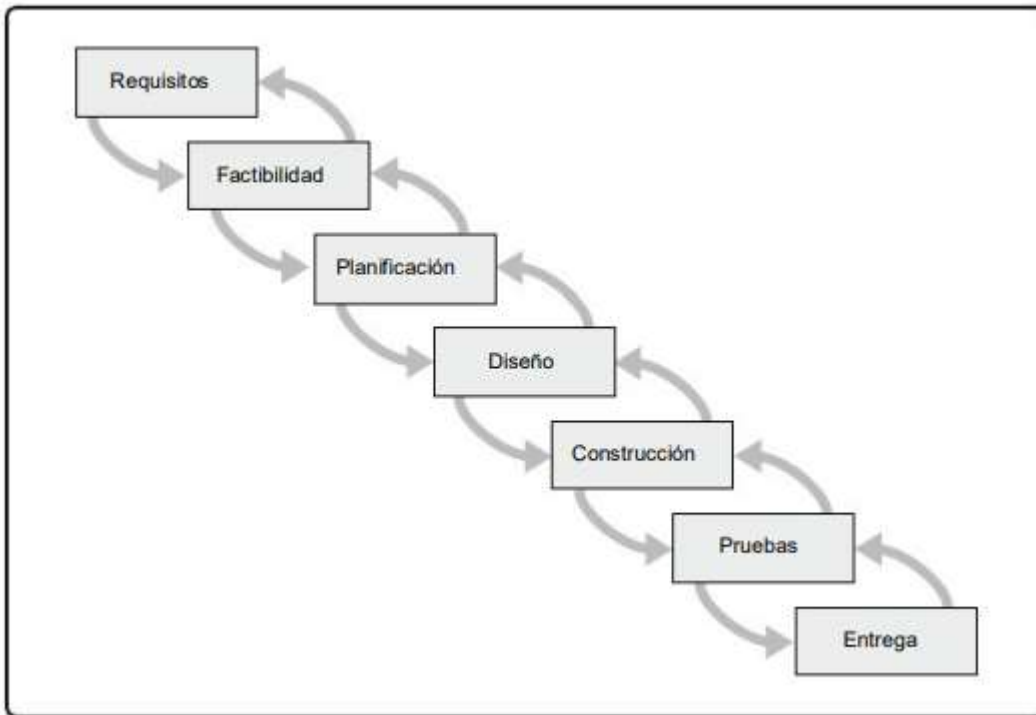 Requisitos
Factibilidad
Planificación
Diseño
Construcción
Pruebas
Entrega